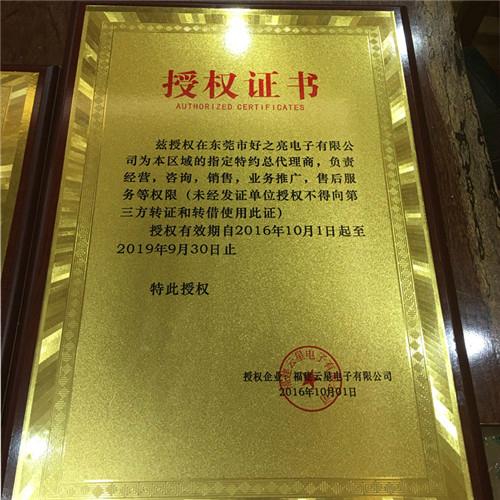 授权证书
AUTHORIZED CERTIFICATES
兹授权在东莞市好之亮电子有限公
司为本区域的指定特约总代理商，负责
经营，咨询，销售，业务推广，售后服
务等权限（未经发证单位授权不得向第
三方转证和转借使用此证）
授权有效期自2016年10月1日起至
2019年9月30日止
特此授权
授权企业：福建云星电子有限公司
2016年10月01日